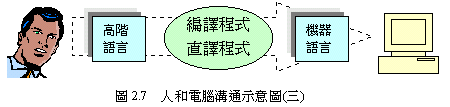 高階
語言
編譯程式
直譯程式
機器
語言
圖 2.7 人和電腦溝通示意圖(三)